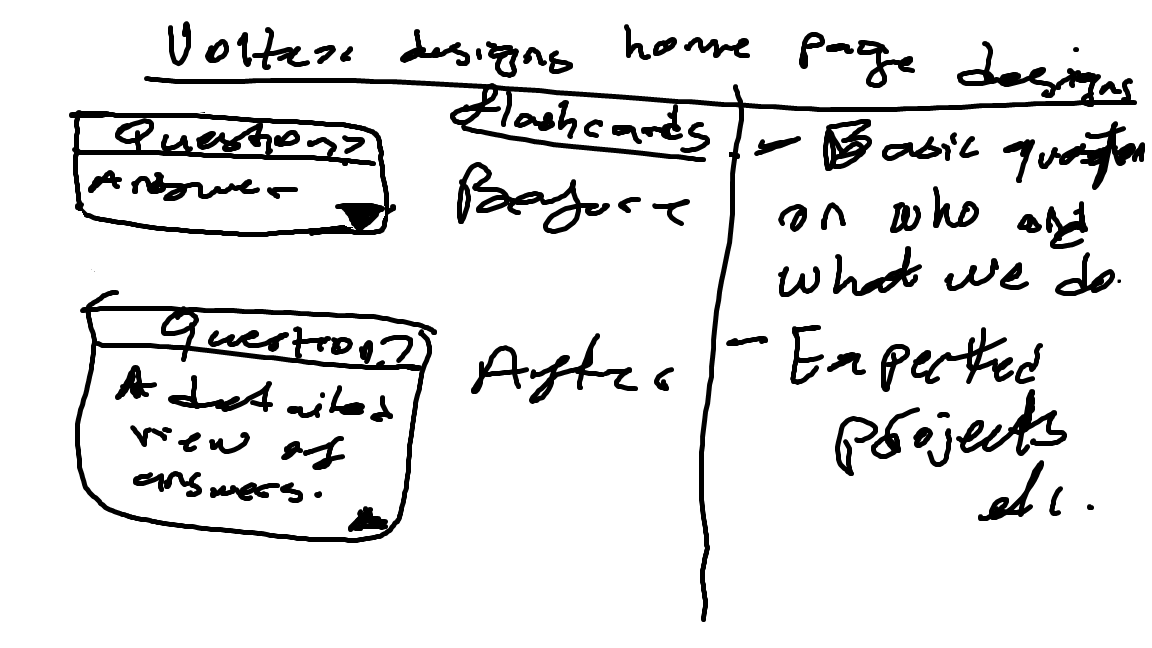 Voltex designs home page designs
Flashcards
Question?
Answer
Before
Question?
A detailed
view of
answers.
After
- Basic question
on who and
what we do.
- Expected
projects
etc.